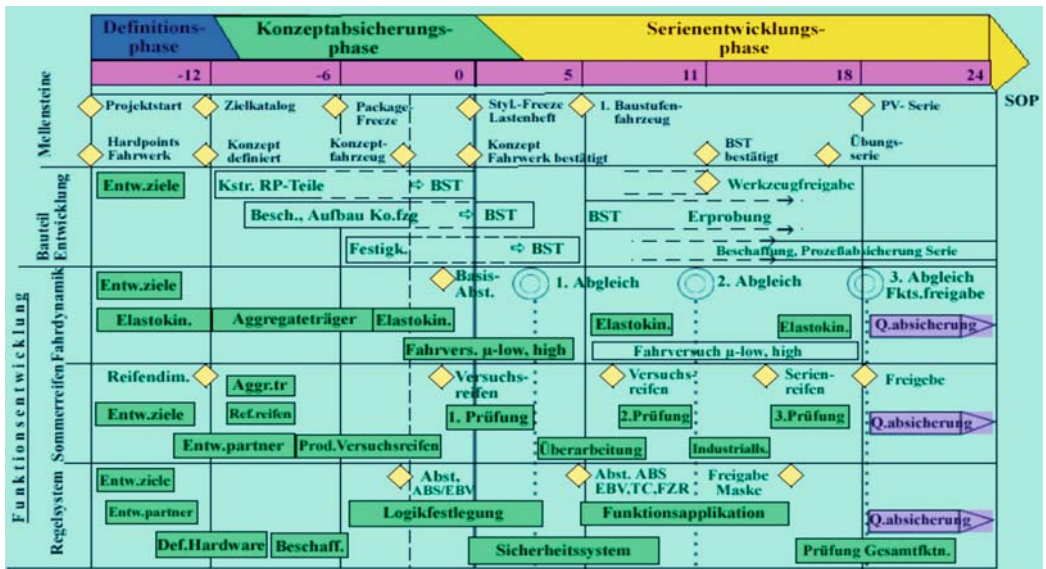 Definitions-
phase
Konzeptabsicherungs-
phase
Serienentwicklungs-
phase
-12 -6 0 5 11 18 24
SOP
Meilensteine
Projektstart
Zielkatalog
Package-
Freeze
Styl.-Freeze
Lastenheft
1. Baustufen-
fahrzeug
PV- Serie
Hardpoints
Fahrwerk
Konzept
definiert
Konzept-
fahrzeug
Konzept
Fahrwerk bestätigt
BST
bestätigt
Übungs-
serie
Bauteil
Entwicklung
Entw.ziele
Kstr. RP-Teile ⇨ BST
Werkzeugfreigabe
Besch., Aufbau Ko.fzg ⇨ BST
BST Erprobung
Festigk. ⇨ BST
Beschaffung, Prozeßabsicherung Serie
Funktionsentwicklung
Fahrdynamik
Entw.ziele
Basis-
Abst.
1. Abgleich
2. Abgleich
3. Abgleich
Fkts.freigabe
Elastokin.
Aggregateträger
Elastokin.
Elastokin.
Elastokin.
Q.absicherung
Fahrvers. μ-low, high
Fahrversuch μ-low, high
Sommerreifen
Reifendim.
Aggr.tr
Versuchs-
reifen
Versuchs-
reifen
Serien-
reifen
Freigebe
Entw.ziele
Ref.reifen
1. Prüfung
2.Prüfung
3.Prüfung
Q.absicherung
Entw.partner
Prod.Versuchsreifen
Überarbeitung
Industrialls.
Regelsystem
Entw.ziele
Abst,
ABS/EBV
Abst. ABS
EBV,TC,FZR
Freigabe
Maske
Entw.partner
Logikfestlegung
Funktionsapplikation
Q.absicherung
Def.Hardware
Beschaff.
Sicherheitssystem
Prüfung Gesamtfktn.